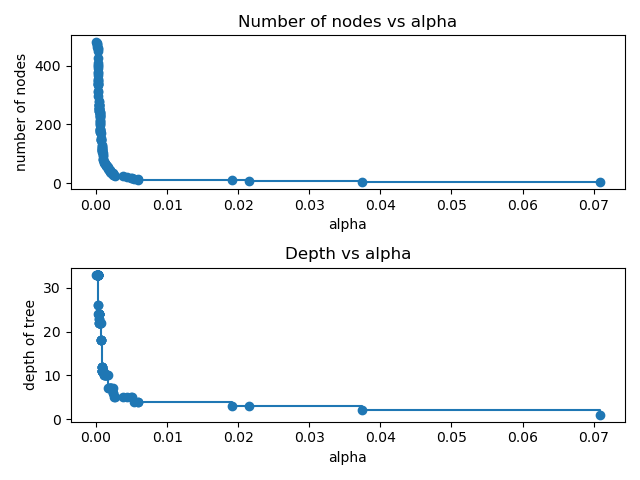 Number of nodes vs alpha
number of nodes
400
200
0
0.00 0.01 0.02 0.03 0.04 0.05 0.06 0.07
alpha
Depth vs alpha
depth of tree
30
20
10
0
0.00 0.01 0.02 0.03 0.04 0.05 0.06 0.07
alpha